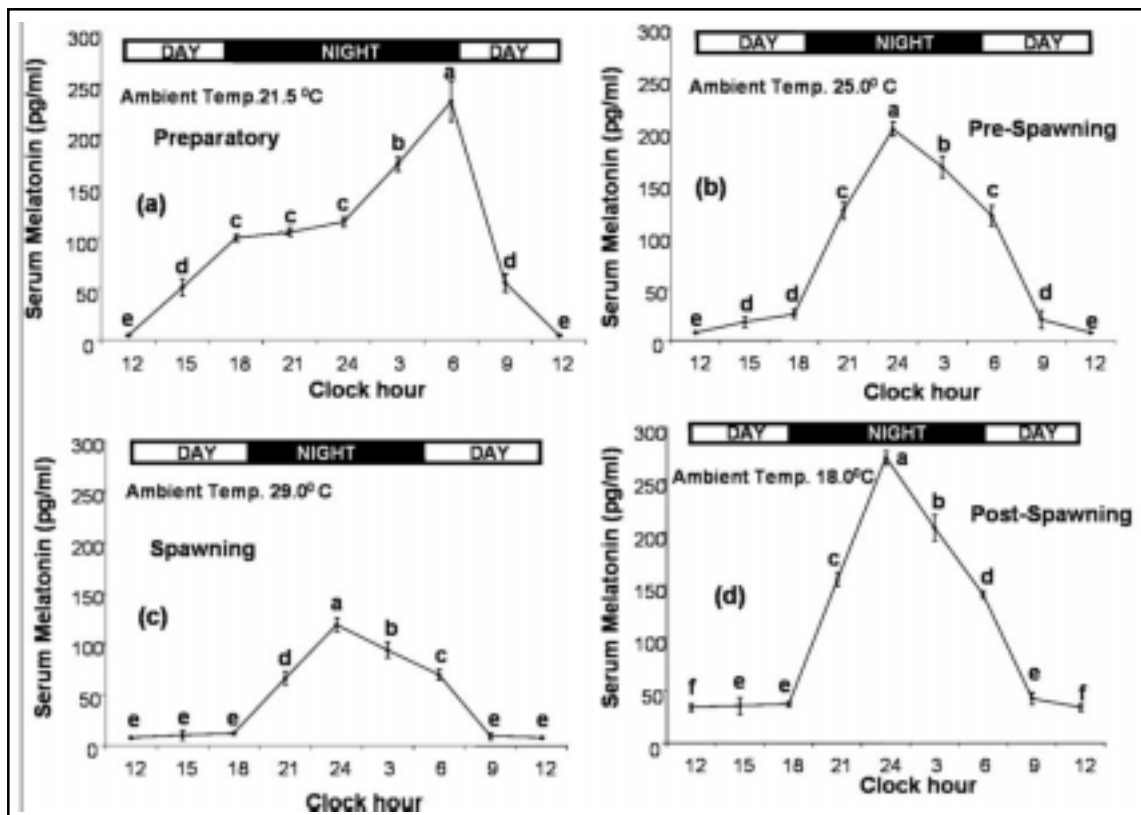 DAY NIGHT DAY
Ambient Temp.21.5 ⁰C
Preparatory
(a)
Serum Melatonin (pg/ml)
300
250
200
150
100
50
0
e d c c c b a d e
12 15 18 21 24 3 6 9 12
Clock hour
DAY NIGHT DAY
Ambient Temp. 25.0⁰ C
Pre-Spawning
(b)
Serum Melatonin (pg/ml)
300
250
200
150
100
50
0
e d d c a b c d e
12 15 18 21 24 3 6 9 12
Clock hour
DAY NIGHT DAY
Ambient Temp. 29.0⁰ C
Spawning
(c)
Serum Melatonin (pg/ml)
300
250
200
150
100
50
0
e e e d a b c e e
12 15 18 21 24 3 6 9 12
Clock hour
DAY NIGHT DAY
Ambient Temp. 18.0⁰C
Post-Spawning
(d)
Serum Melatonin (pg/ml)
300
250
200
150
100
50
0
f e e c a b d e f
12 15 18 21 24 3 6 9 12
Clock hour